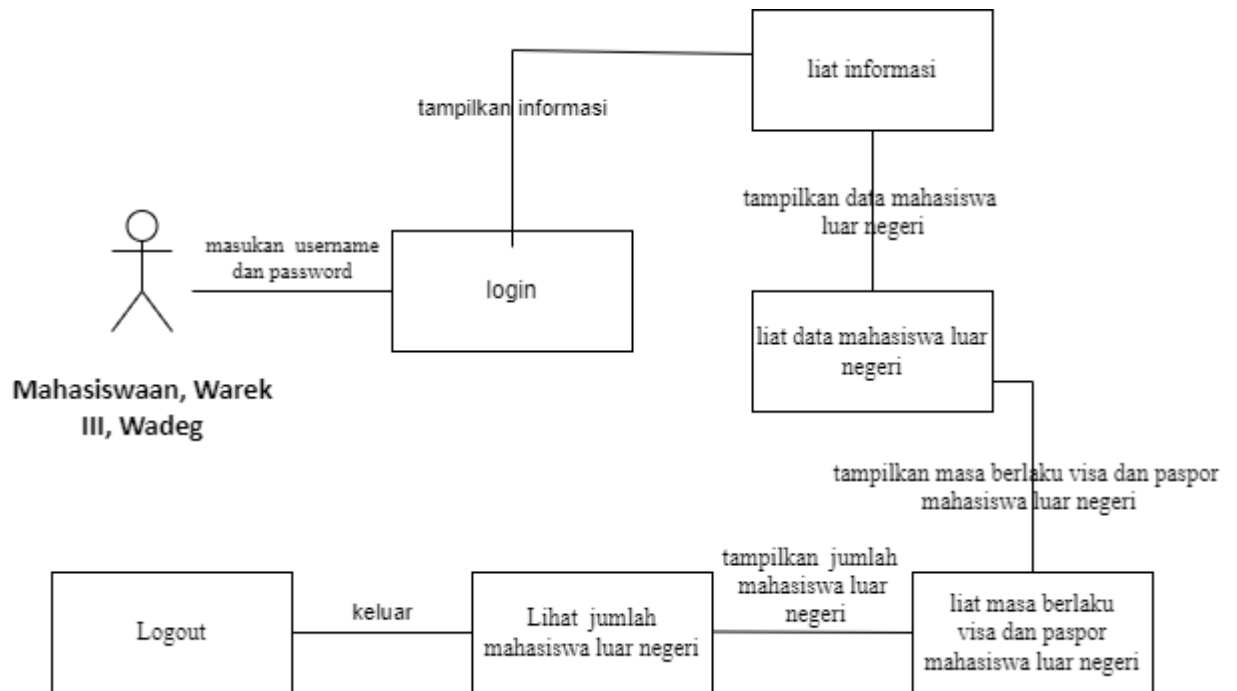 liat informasi
tampilkan informasi
tampilkan data mahasiswa
luar negeri
masukan username
dan password
login
Mahasiswaan, Warek
III, Wadeg
liat data mahasiswa luar
negeri
tampilkan masa berlaku visa dan paspor
mahasiswa luar negeri
liat masa berlaku
visa dan paspor
mahasiswa luar negeri
tampilkan jumlah
mahasiswa luar
negeri
Lihat jumlah
mahasiswa luar negeri
keluar
Logout